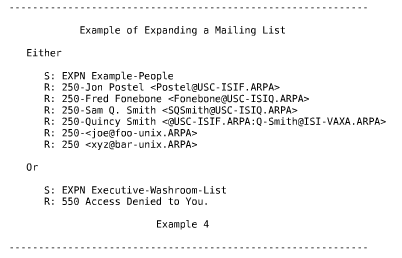 Example of Expanding a Mailing List
Either
S: EXPN Example-People
R: 250-Jon Postel <Postel@USC-ISIF.ARPA>
R: 250-Fred Fonebone <Fonebone@USC-ISIQ.ARPA>
R: 250-Sam Q. Smith <SQSmith@USC-ISIQ.ARPA>
R: 250-Quincy Smith <@USC-ISIF.ARPA:Q-Smith@ISI-VAXA.ARPA>
R: 250-<joe@foo-unix.ARPA>
R: 250 <xyz@bar-unix.ARPA>
Or
S: EXPN Executive-Washroom-List
R: 550 Access Denied to You.
Example 4